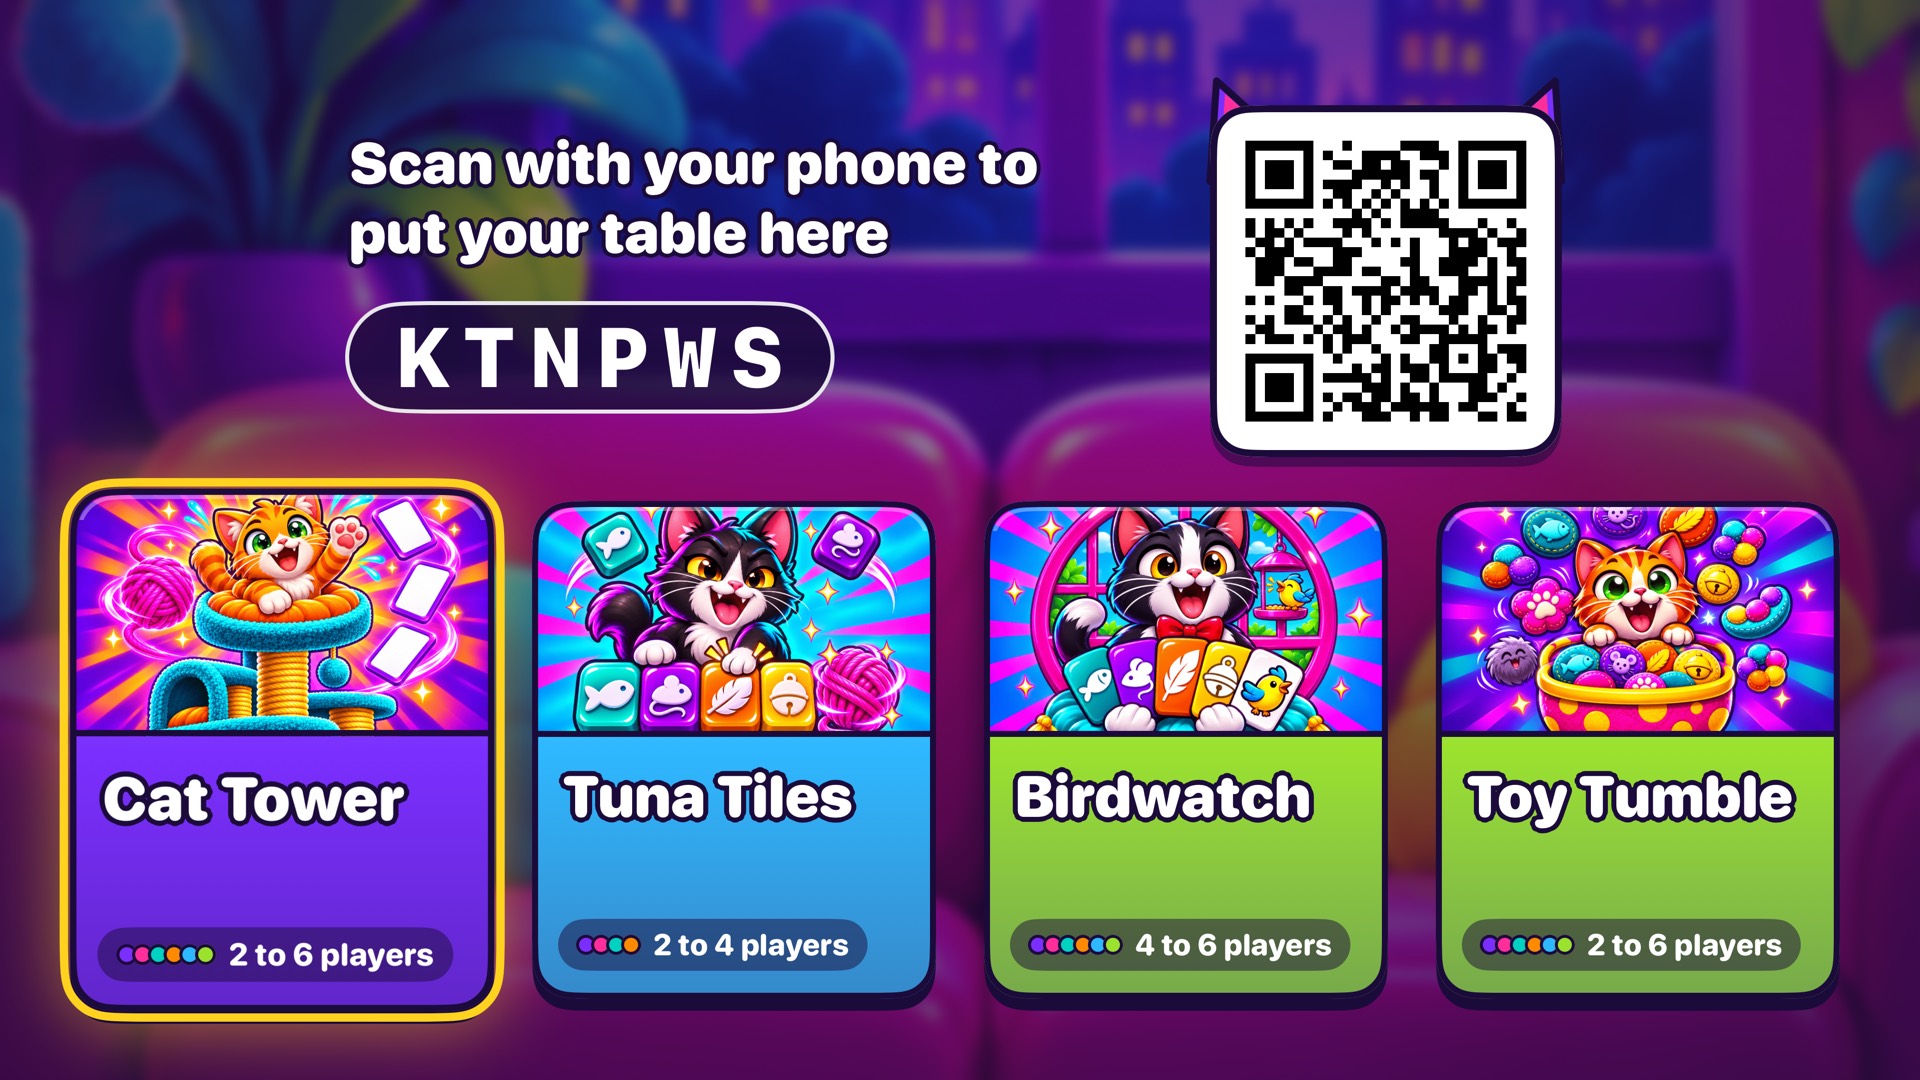 Scan with your phone to
put your table here
KTNPWS
Cat Tower
2 to 6 players
Tuna Tiles
2 to 4 players
Birdwatch
4 to 6 players
Toy Tumble
2 to 6 players